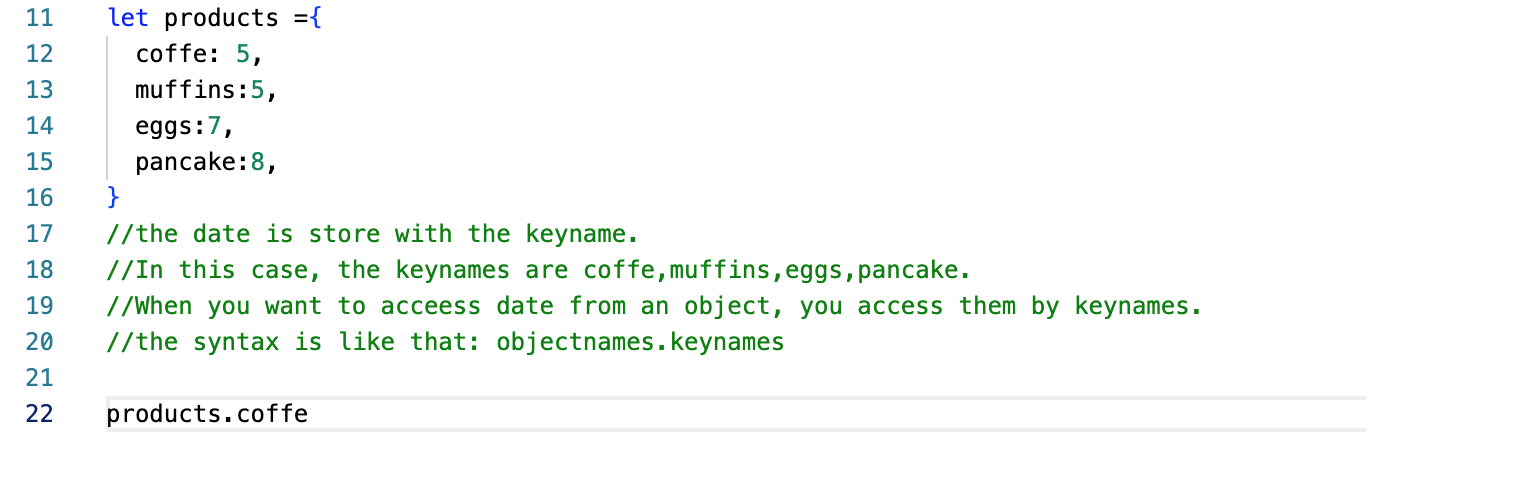 11 let products ={
12 coffe: 5,
13 muffins:5,
14 eggs:7,
15 pancake:8,
16 }
17 //the date is store with the keyname.
18 //In this case, the keynames are coffe,muffins,eggs,pancake.
19 //When you want to acceess date from an object, you access them by keynames.
20 //the syntax is like that: objectnames.keynames
21
22 products.coffe